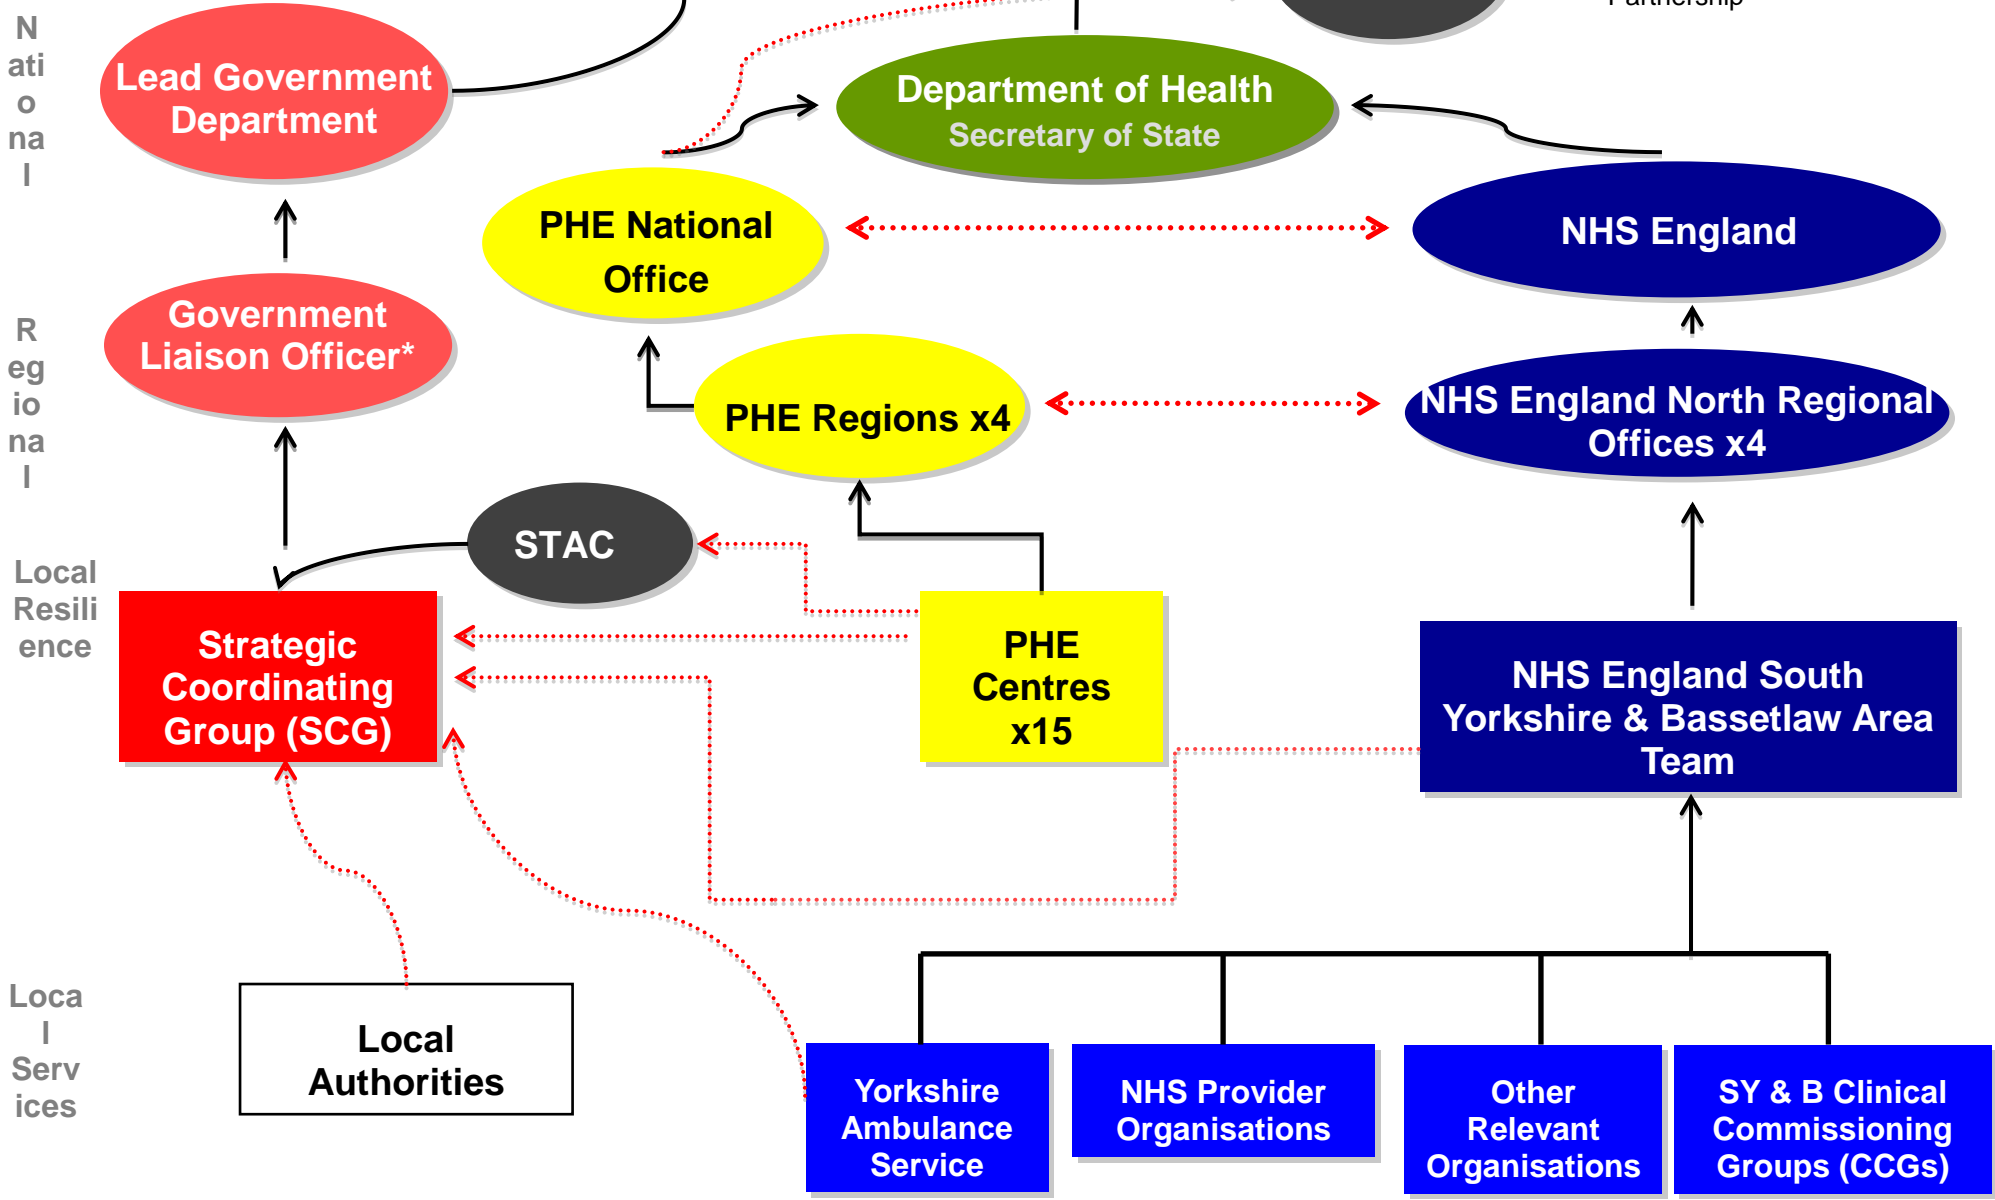 Partnership
N
ati
o
na
l
Lead Government
Department
Department of Health
Secretary of State
PHE National
Office
NHS England
R
eg
io
na
l
Government
Liaison Officer*
PHE Regions x4
NHS England North Regional
Offices x4
STAC
Local
Resili
ence
Strategic
Coordinating
Group (SCG)
PHE
Centres
x15
NHS England South
Yorkshire & Bassetlaw Area
Team
Loca
l
Serv
ices
Local
Authorities
Yorkshire
Ambulance
Service
NHS Provider
Organisations
Other
Relevant
Organisations
SY & B Clinical
Commissioning
Groups (CCGs)